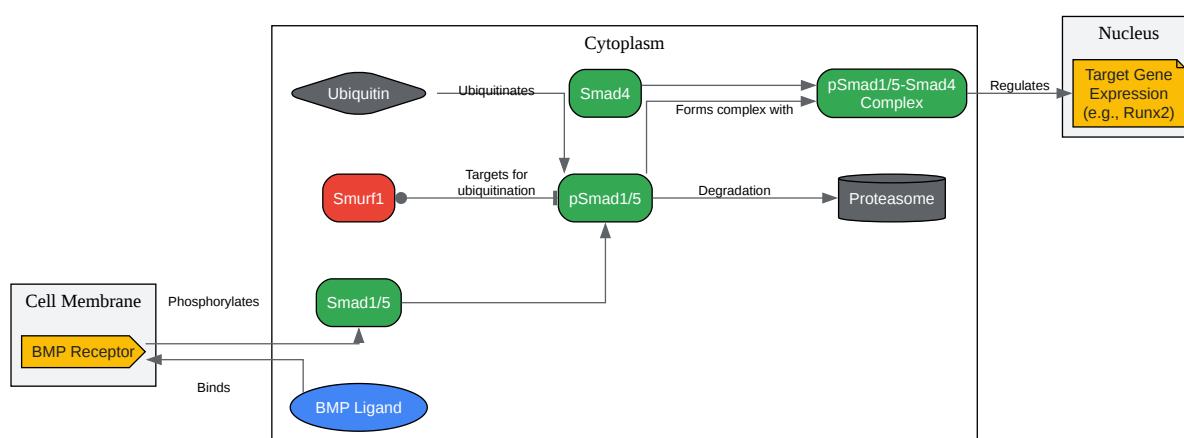 Nucleus
Cytoplasm
Target Gene
Expression
(e.g., Runx2)
Ubiquitin
Ubiquitinates
Smad4
pSmad1/5-Smad4
Complex
Regulates
Forms complex with
Smurf1
Targets for
ubiquitination
pSmad1/5
Degradation
Proteasome
Cell Membrane
Phosphorylates
Smad1/5
BMP Receptor
Binds
BMP Ligand